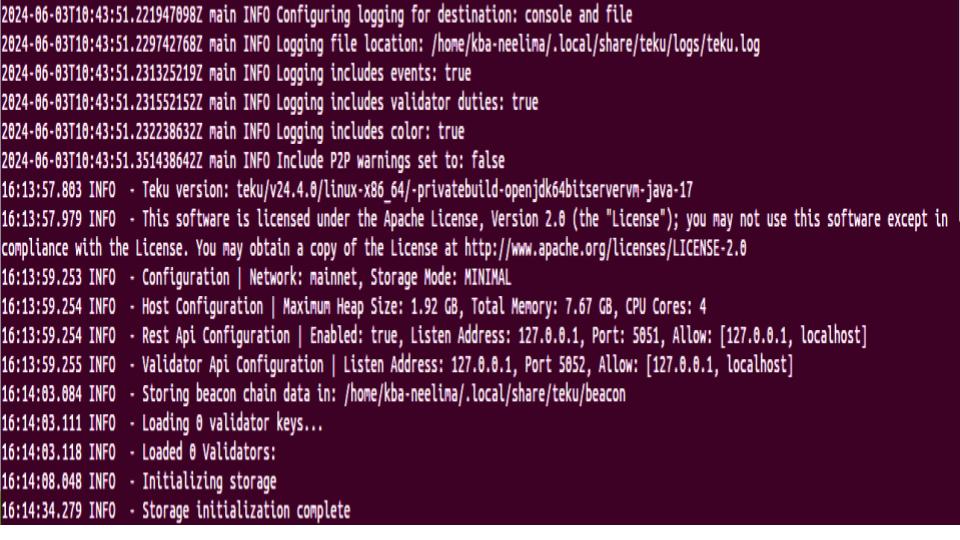 2024-06-03T10:43:51.221947098Z main INFO Configuring logging for destination: console and file
2024-06-03T10:43:51.229742768Z main INFO Logging file location: /home/kba-neelima/.local/share/teku/logs/teku.log
2024-06-03T10:43:51.231325219Z main INFO Logging includes events: true
2024-06-03T10:43:51.231552152Z main INFO Logging includes validator duties: true
2024-06-03T10:43:51.232238632Z main INFO Logging includes color: true
2024-06-03T10:43:51.351438642Z main INFO Include P2P warnings set to: false
16:13:57.803 INFO  - Teku version: teku/v24.4.0/linux-x86_64/-privatebuild-openjdk64bitservervm-java-17
16:13:57.979 INFO  - This software is licensed under the Apache License, Version 2.0 (the "License"); you may not use this software except in
compliance with the License. You may obtain a copy of the License at http://www.apache.org/licenses/LICENSE-2.0
16:13:59.253 INFO  - Configuration | Network: mainnet, Storage Mode: MINIMAL
16:13:59.254 INFO  - Host Configuration | Maximum Heap Size: 1.92 GB, Total Memory: 7.67 GB, CPU Cores: 4
16:13:59.254 INFO  - Rest Api Configuration | Enabled: true, Listen Address: 127.0.0.1, Port: 5051, Allow: [127.0.0.1, localhost]
16:13:59.255 INFO  - Validator Api Configuration | Listen Address: 127.0.0.1, Port 5052, Allow: [127.0.0.1, localhost]
16:14:03.084 INFO  - Storing beacon chain data in: /home/kba-neelima/.local/share/teku/beacon
16:14:03.111 INFO  - Loading 0 validator keys...
16:14:03.118 INFO  - Loaded 0 Validators:
16:14:08.048 INFO  - Initializing storage
16:14:34.279 INFO  - Storage initialization complete